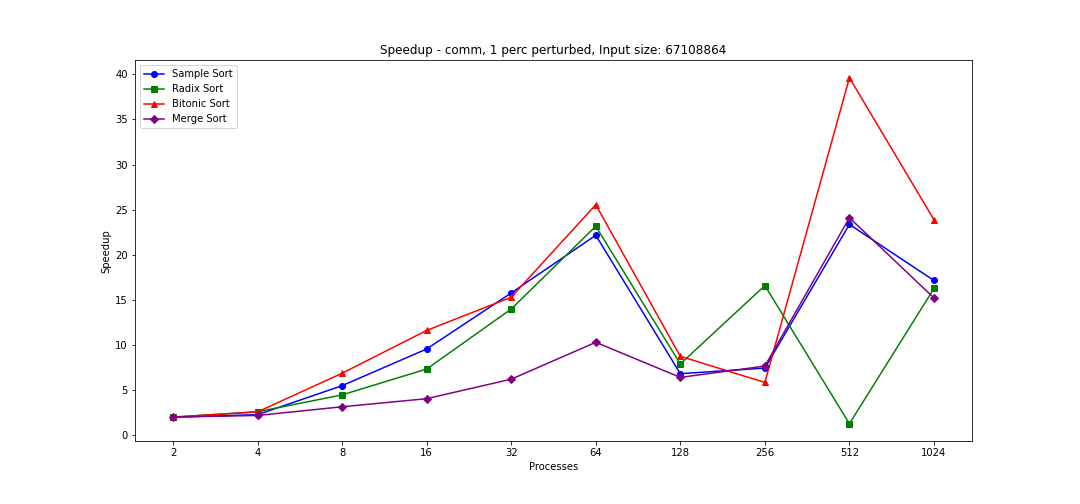 Speedup - comm, 1 perc perturbed, Input size: 67108864
Sample Sort
Radix Sort
Bitonic Sort
Merge Sort
40
35
30
25
20
15
10
5
0
Speedup
2 4 8 16 32 64 128 256 512 1024
Processes